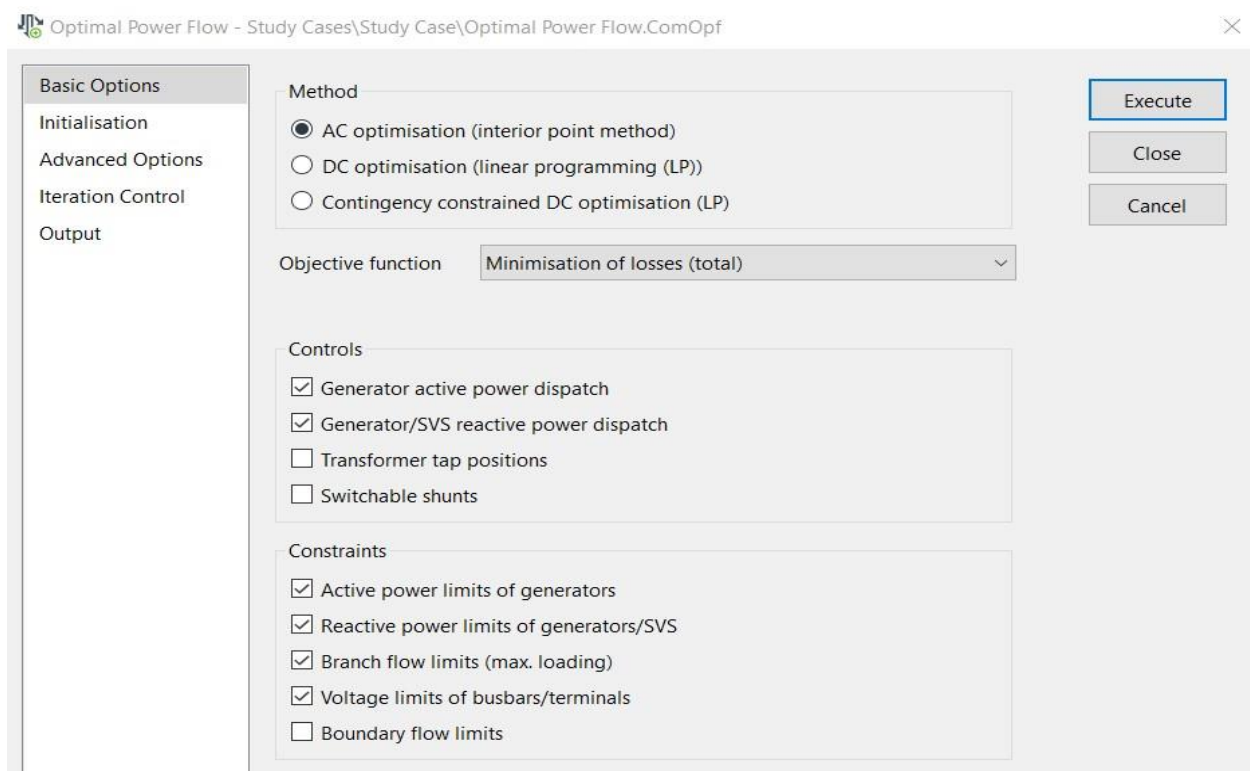 Optimal Power Flow - Study Cases\Study Case\Optimal Power Flow.ComOpf
Basic Options
Initialisation
Advanced Options
Iteration Control
Output
Method
AC optimisation (interior point method)
DC optimisation (linear programming (LP))
Contingency constrained DC optimisation (LP)
Objective function Minimisation of losses (total)
Controls
Generator active power dispatch
Generator/SVS reactive power dispatch
Transformer tap positions
Switchable shunts
Constraints
Active power limits of generators
Reactive power limits of generators/SVS
Branch flow limits (max. loading)
Voltage limits of busbars/terminals
Boundary flow limits
Execute
Close
Cancel